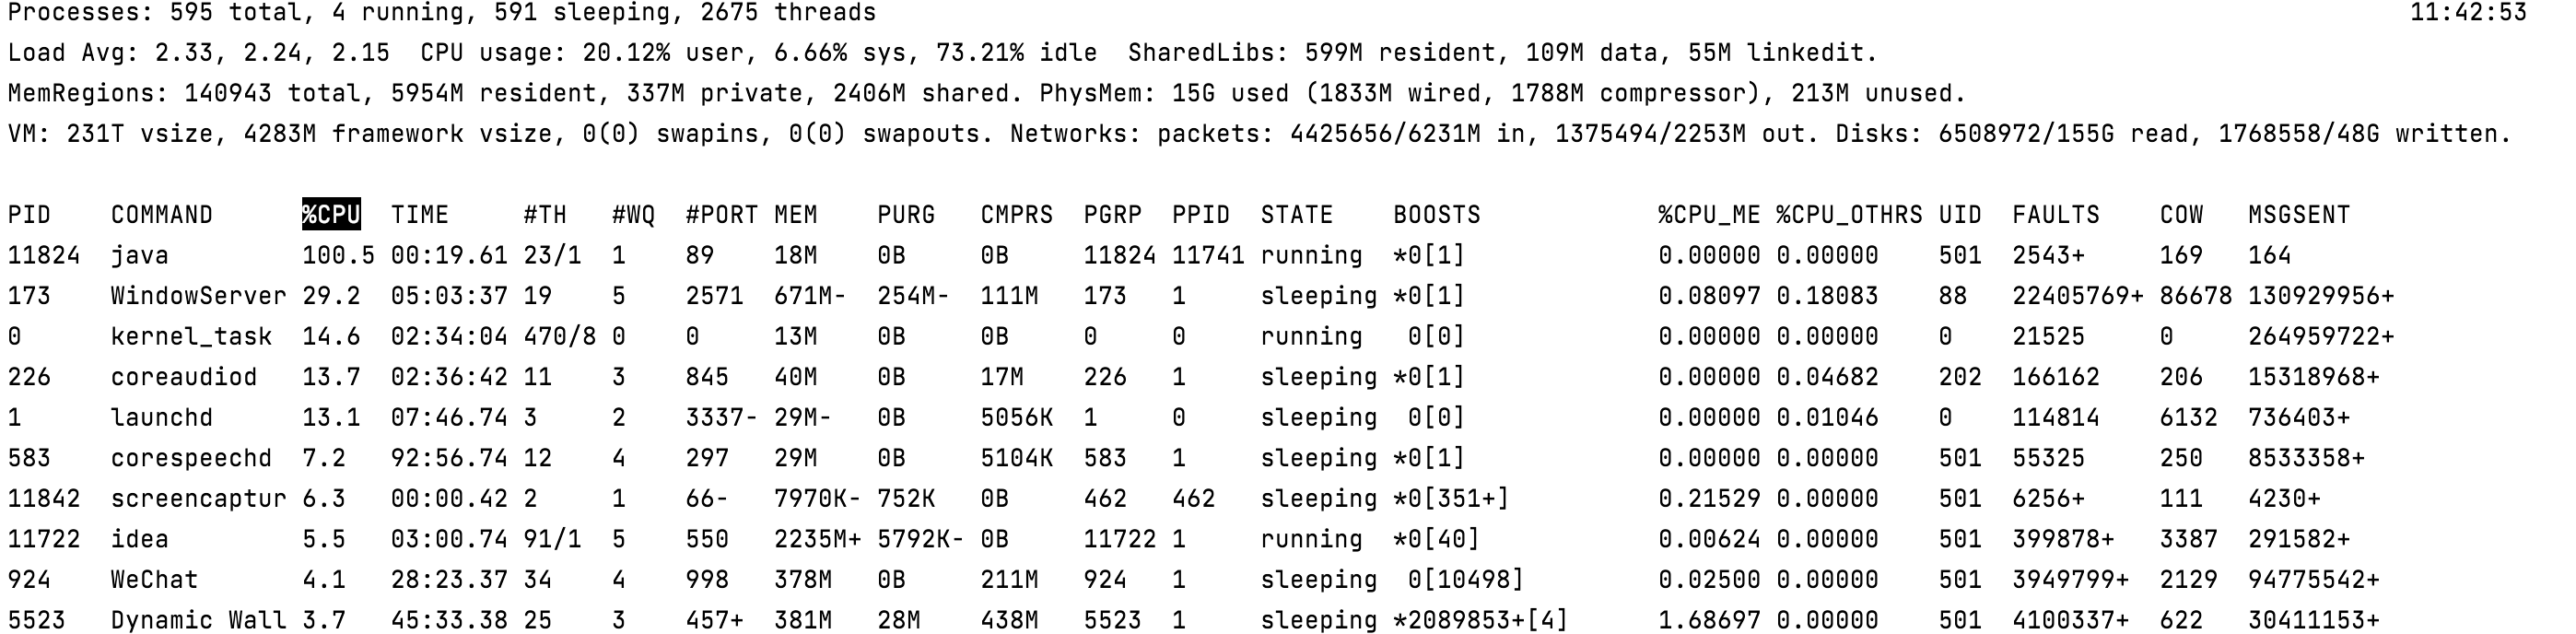 Processes: 595 total, 4 running, 591 sleeping, 2675 threads 11:42:53
Load Avg: 2.33, 2.24, 2.15  CPU usage: 20.12% user, 6.66% sys, 73.21% idle  SharedLibs: 599M resident, 109M data, 55M linkedit.
MemRegions: 140943 total, 5954M resident, 337M private, 2406M shared. PhysMem: 15G used (1833M wired, 1788M compressor), 213M unused.
VM: 231T vsize, 4283M framework vsize, 0(0) swapins, 0(0) swapouts. Networks: packets: 4425656/6231M in, 1375494/2253M out. Disks: 6508972/155G read, 1768558/48G written.
PID COMMAND %CPU TIME #TH #WQ #PORT MEM PURG CMPRS PGRP PPID STATE BOOSTS %CPU_ME %CPU_OTHRS UID FAULTS COW MSGSENT
11824 java 100.5 00:19.61 23/1 1 89 18M 0B 0B 11824 11741 running *0[1] 0.00000 0.00000 501 2543+ 169 164
173 WindowServer 29.2 05:03:37 19 5 2571 671M- 254M- 111M 173 1 sleeping *0[1] 0.08097 0.18083 88 22405769+ 86678 130929956+
0 kernel_task 14.6 02:34:04 470/8 0 0 13M 0B 0B 0 0 running 0[0] 0.00000 0.00000 0 21525 0 264959722+
226 coreaudiod 13.7 02:36:42 11 3 845 40M 0B 17M 226 1 sleeping *0[1] 0.00000 0.04682 202 166162 206 15318968+
1 launchd 13.1 07:46.74 3 2 3337- 29M- 0B 5056K 1 0 sleeping 0[0] 0.00000 0.01046 0 114814 6132 736403+
583 corespeechd 7.2 92:56.74 12 4 297 29M 0B 5104K 583 1 sleeping *0[1] 0.00000 0.00000 501 55325 250 8533358+
11842 screencaptur 6.3 00:00.42 2 1 66- 7970K- 752K 0B 462 462 sleeping *0[351+] 0.21529 0.00000 501 6256+ 111 4230+
11722 idea 5.5 03:00.74 91/1 5 550 2235M+ 5792K- 0B 11722 1 running *0[40] 0.00624 0.00000 501 399878+ 3387 291582+
924 WeChat 4.1 28:23.37 34 4 998 378M 0B 211M 924 1 sleeping 0[10498] 0.02500 0.00000 501 3949799+ 2129 94775542+
5523 Dynamic Wall 3.7 45:33.38 25 3 457+ 381M 28M 438M 5523 1 sleeping *2089853+[4] 1.68697 0.00000 501 4100337+ 622 30411153+